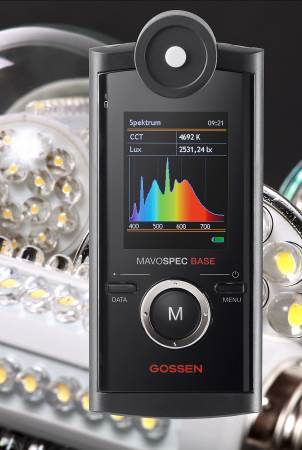 Spektrum 09:21
CCT 4692 K
Lux 2531,24 lx
400 500 600 700
MAVOSPEC BASE
DATA MENU
M
GOSSEN